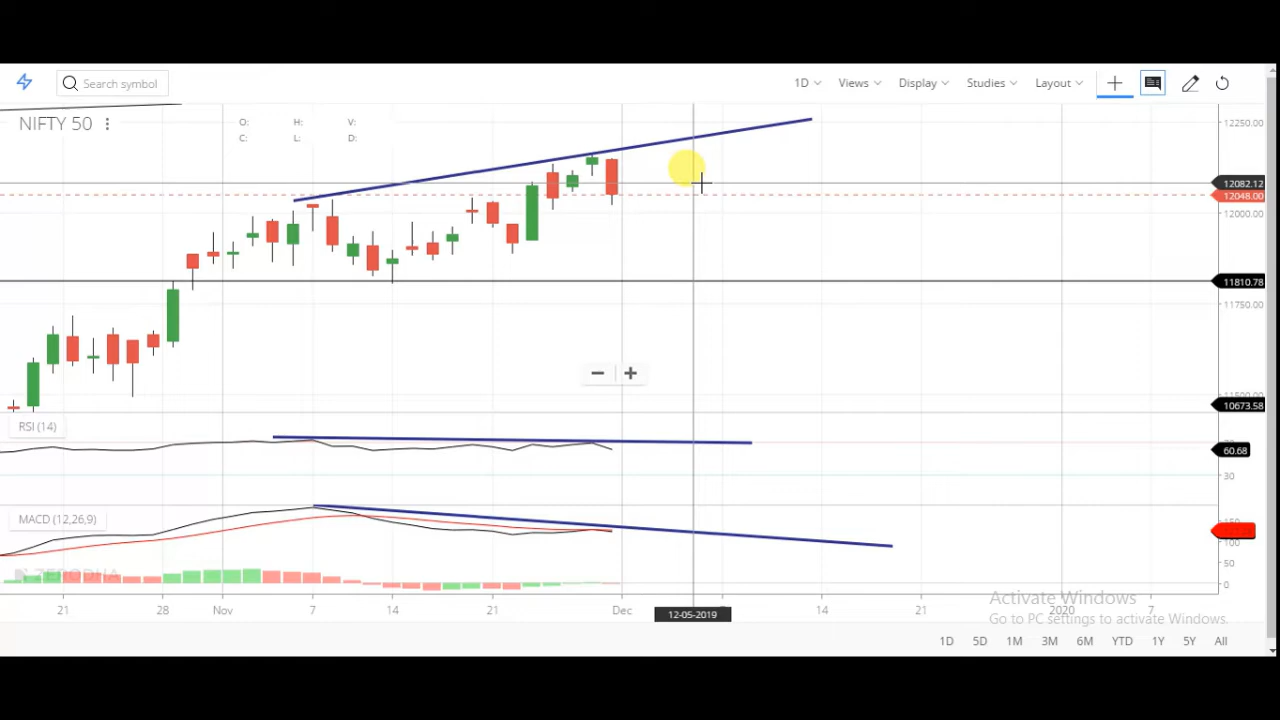 Search symbol
1D Views Display Studies Layout
NIFTY 50
O: H: V:
C: L: D:
12250.00
12082.12
12048.00
12000.00
11810.78
11750.00
10673.58
RSI (14)
60.68
30
MACD (12,26,9)
100
50
0
ZERODHA
21 28 Nov 7 14 21 Dec 14 21 2020 7
12-05-2019
Activate Windows
Go to PC settings to activate Windows.
1D 5D 1M 3M 6M YTD 1Y 5Y All